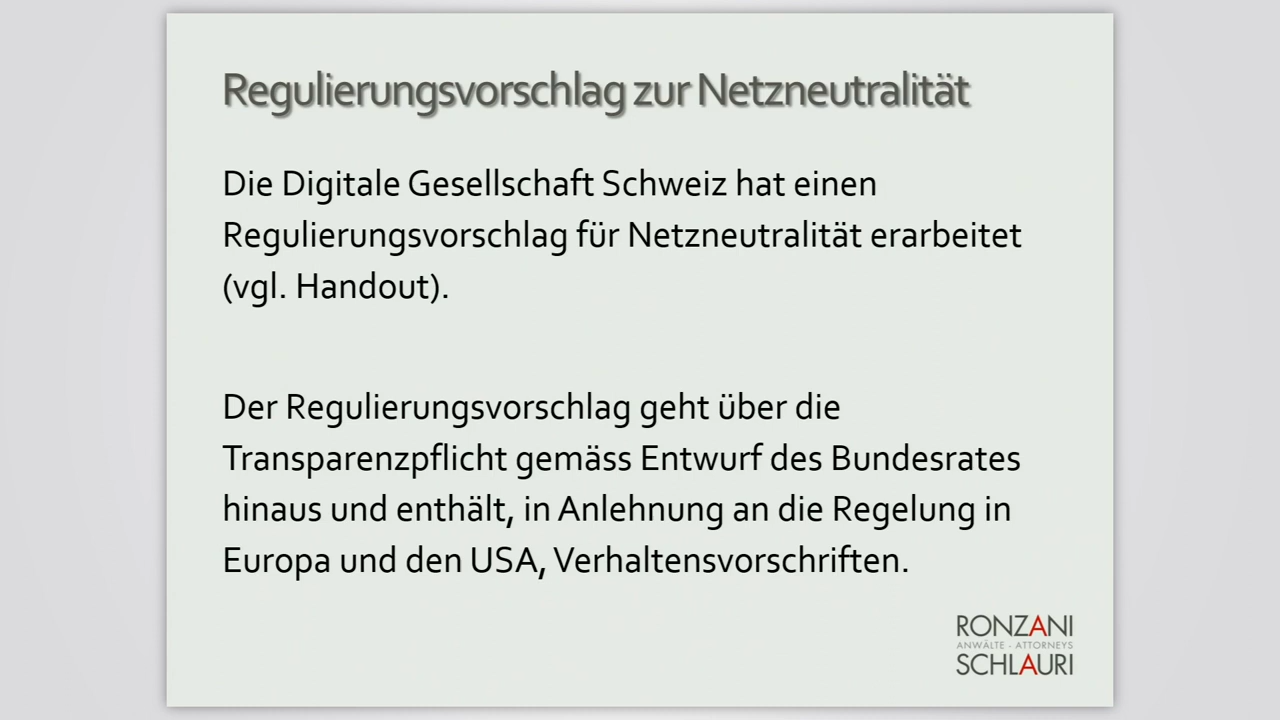 Regulierungsvorschlag zur Netzneutralität
Die Digitale Gesellschaft Schweiz hat einen
Regulierungsvorschlag für Netzneutralität erarbeitet
(vgl. Handout).
Der Regulierungsvorschlag geht über die
Transparenzpflicht gemäss Entwurf des Bundesrates
hinaus und enthält, in Anlehnung an die Regelung in
Europa und den USA, Verhaltensvorschriften.
RONZANI
ANWÄLTE - ATTORNEYS
SCHLAURI